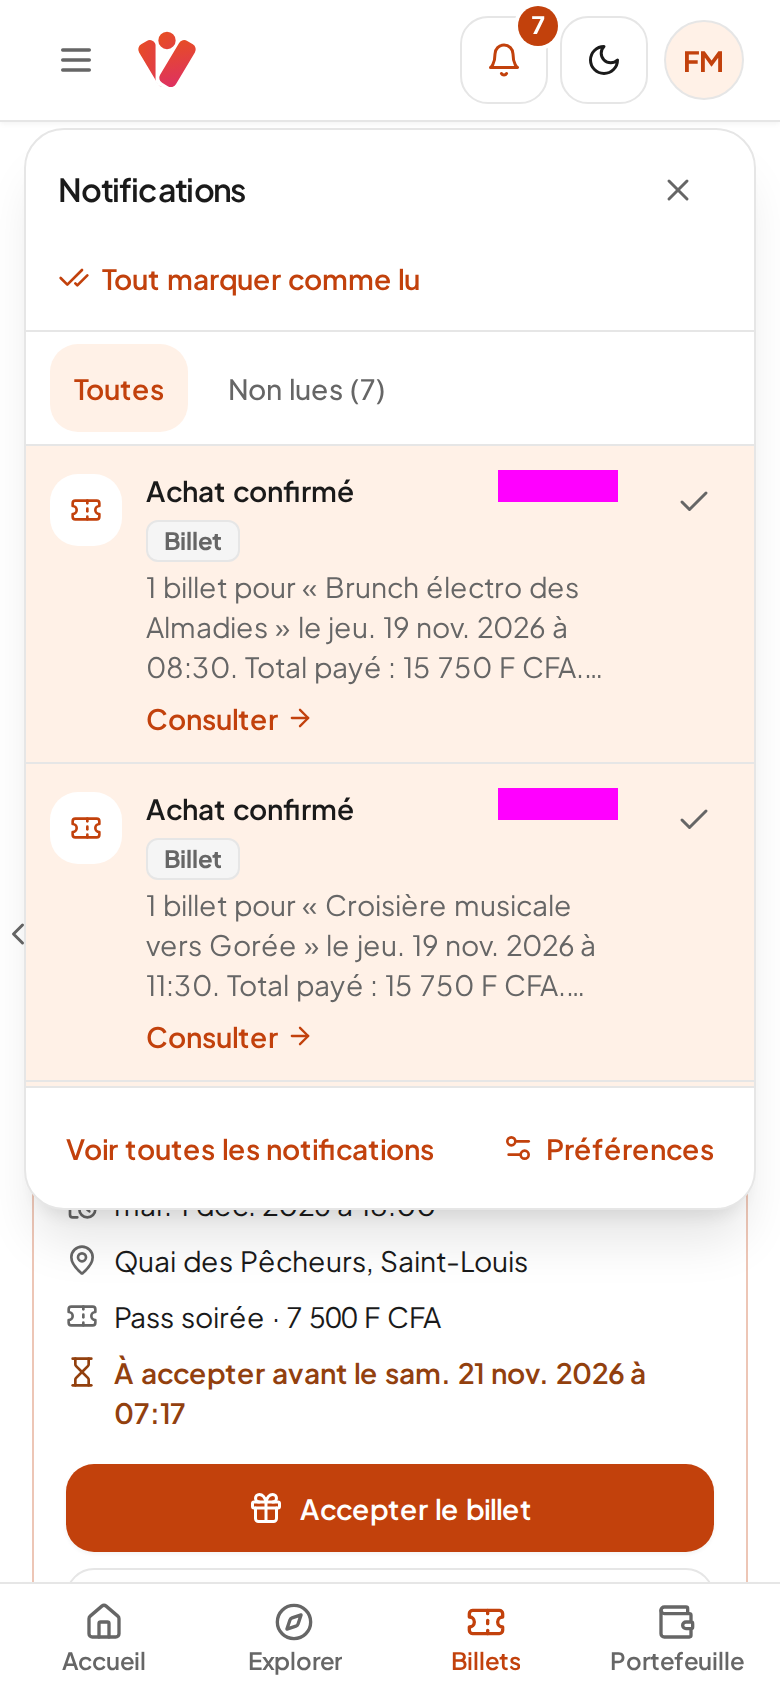 7
FM
Notifications
Tout marquer comme lu
Toutes
Non lues (7)
Achat confirmé
Billet
1 billet pour « Brunch électro des
Almadies » le jeu. 19 nov. 2026 à
08:30. Total payé : 15 750 F CFA.…
Consulter
Achat confirmé
Billet
1 billet pour « Croisière musicale
vers Gorée » le jeu. 19 nov. 2026 à
11:30. Total payé : 15 750 F CFA.…
Consulter
Voir toutes les notifications
Préférences
Quai des Pêcheurs, Saint-Louis
Pass soirée · 7 500 F CFA
À accepter avant le sam. 21 nov. 2026 à
07:17
Accepter le billet
Accueil
Explorer
Billets
Portefeuille